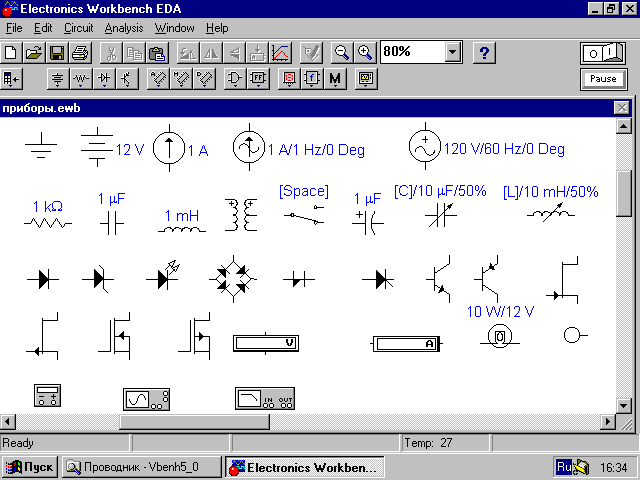 Electronics Workbench EDA
File Edit Circuit Analysis Window Help
80% ?
O I
FF f M
Pause
приборы.ewb
12 V 1 A 1 A/1 Hz/0 Deg 120 V/60 Hz/0 Deg
1 kΩ 1 µF 1 mH [Space] 1 µF [C]/10 µF/50% [L]/10 mH/50%
10 W/12 V
V A
IN OUT
Ready Temp: 27
Пуск Проводник - Vbenh5_0 Electronics Workben... Ru 16:34